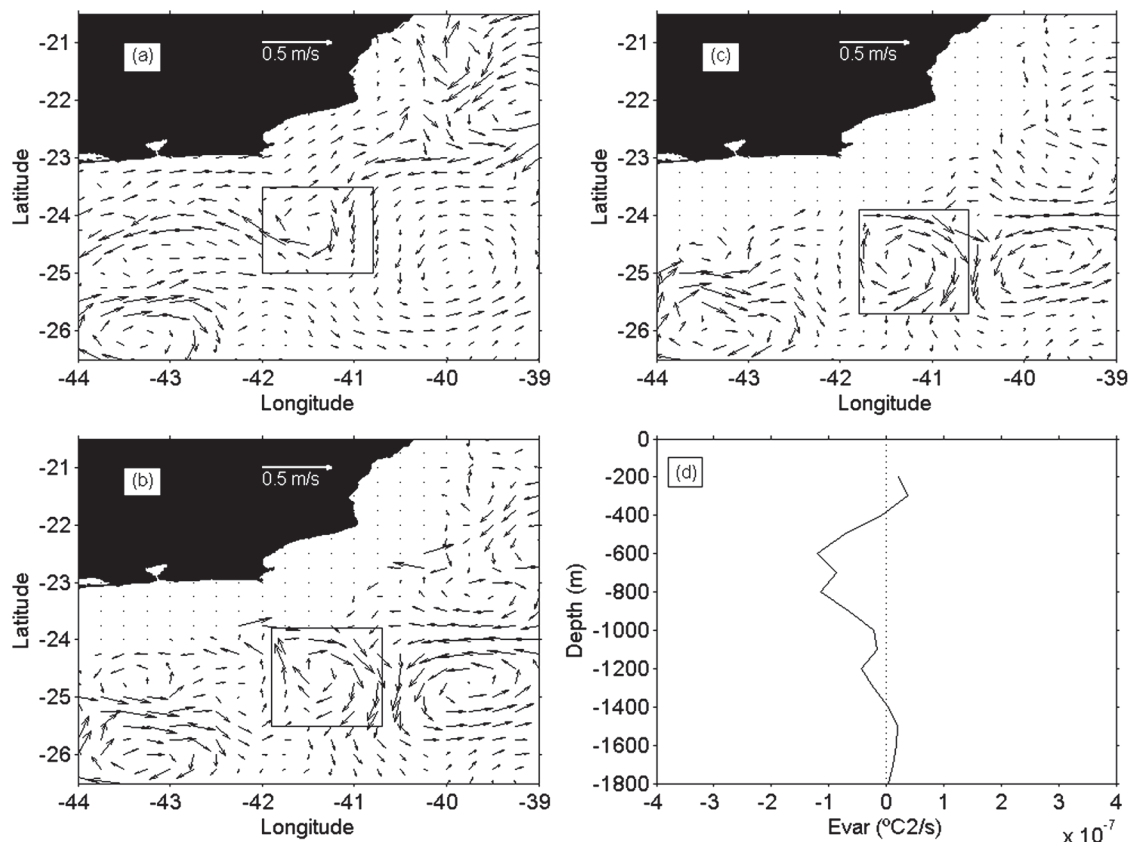 (a)
0.5 m/s
-21
-22
-23
-24
-25
-26
Latitude
-44 -43 -42 -41 -40 -39
Longitude
(c)
0.5 m/s
-21
-22
-23
-24
-25
-26
Latitude
-44 -43 -42 -41 -40 -39
Longitude
(b)
0.5 m/s
-21
-22
-23
-24
-25
-26
Latitude
-44 -43 -42 -41 -40 -39
Longitude
(d)
0
-200
-400
-600
-800
-1000
-1200
-1400
-1600
-1800
Depth (m)
-4 -3 -2 -1 0 1 2 3 4
Evar (ºC2/s)
x 10-7